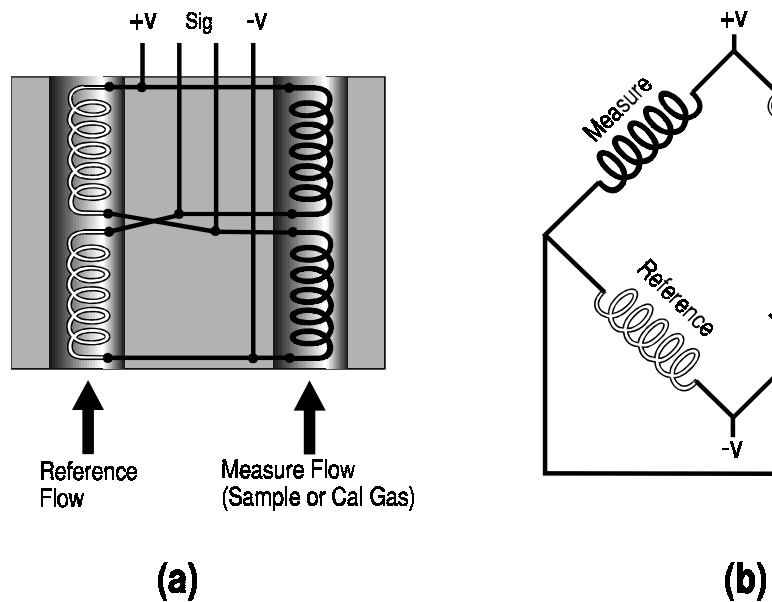 +V Sig -V
Reference
Flow
Measure Flow
(Sample or Cal Gas)
(a)
+V
Measure
Reference
-V
(b)